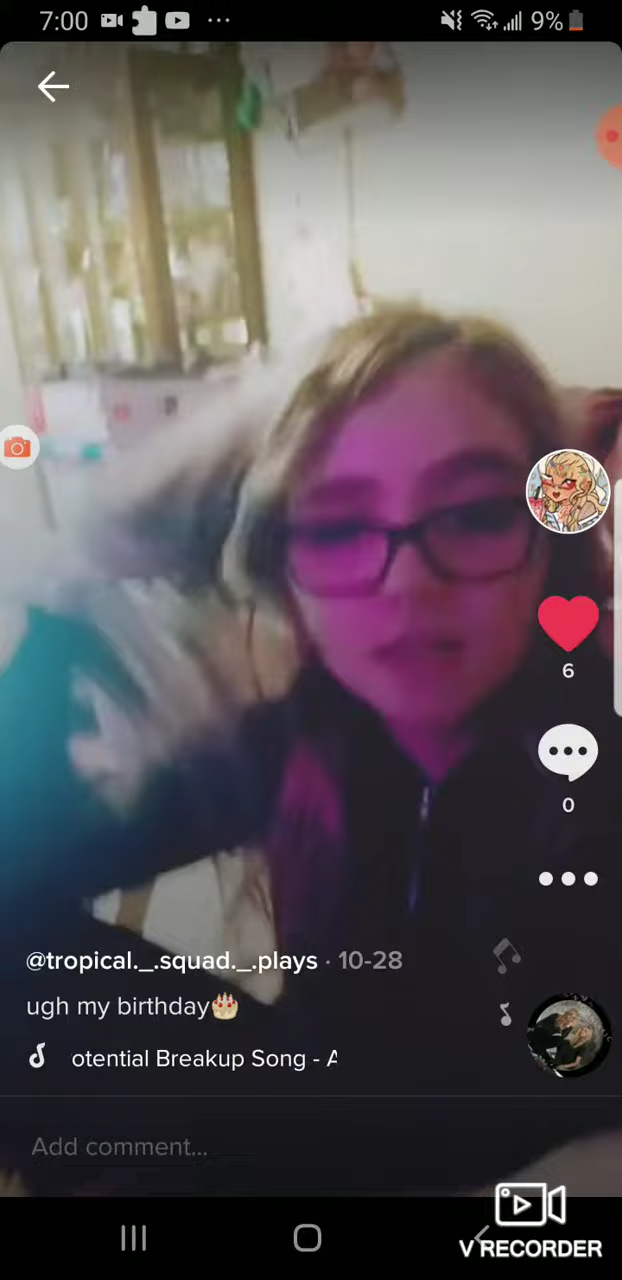 7:00
9%
6
0
@tropical._.squad._.plays · 10-28
ugh my birthday🎂
otential Breakup Song - A
Add comment...
V RECORDER